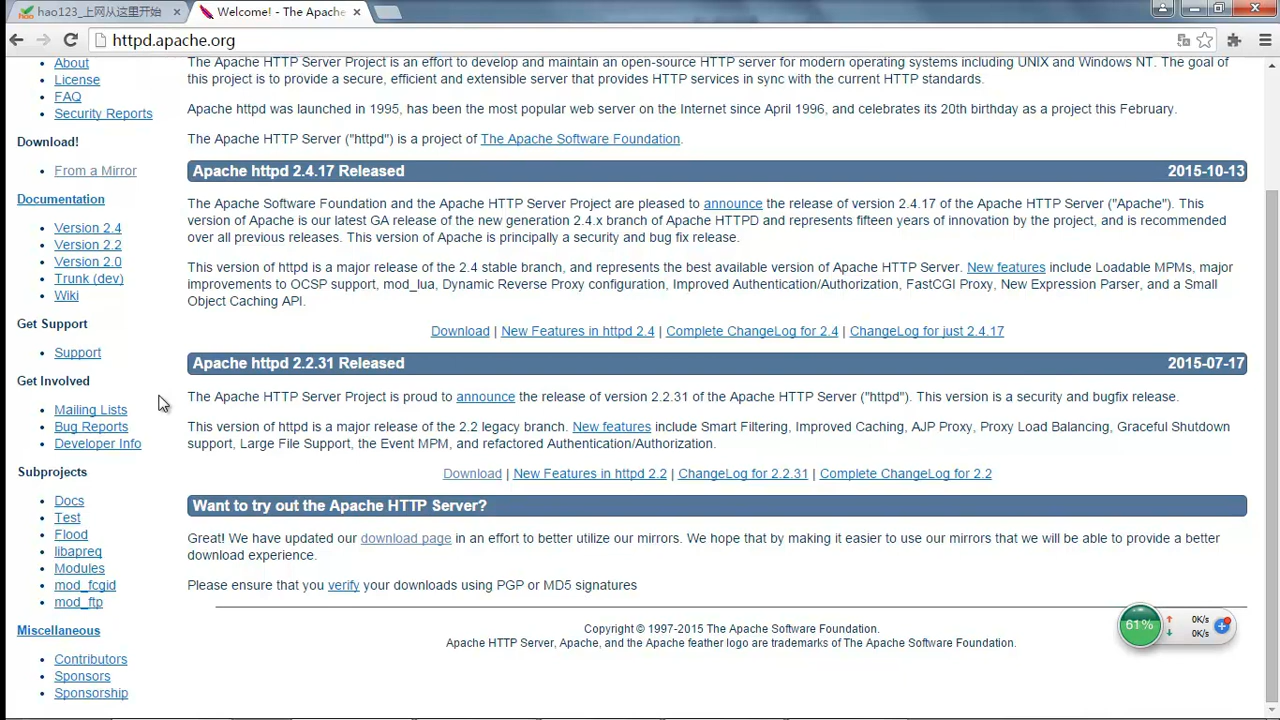 hao123_上网从这里开始
Welcome! - The Apache
httpd.apache.org
About
License
FAQ
Security Reports
Download!
From a Mirror
Documentation
Version 2.4
Version 2.2
Version 2.0
Trunk (dev)
Wiki
Get Support
Support
Get Involved
Mailing Lists
Bug Reports
Developer Info
Subprojects
Docs
Test
Flood
libapreq
Modules
mod_fcgid
mod_ftp
Miscellaneous
Contributors
Sponsors
Sponsorship
The Apache HTTP Server Project is an effort to develop and maintain an open-source HTTP server for modern operating systems including UNIX and Windows NT. The goal of
this project is to provide a secure, efficient and extensible server that provides HTTP services in sync with the current HTTP standards.
Apache httpd was launched in 1995, has been the most popular web server on the Internet since April 1996, and celebrates its 20th birthday as a project this February.
The Apache HTTP Server ("httpd") is a project of The Apache Software Foundation.
Apache httpd 2.4.17 Released 2015-10-13
The Apache Software Foundation and the Apache HTTP Server Project are pleased to announce the release of version 2.4.17 of the Apache HTTP Server ("Apache"). This
version of Apache is our latest GA release of the new generation 2.4.x branch of Apache HTTPD and represents fifteen years of innovation by the project, and is recommended
over all previous releases. This version of Apache is principally a security and bug fix release.
This version of httpd is a major release of the 2.4 stable branch, and represents the best available version of Apache HTTP Server. New features include Loadable MPMs, major
improvements to OCSP support, mod_lua, Dynamic Reverse Proxy configuration, Improved Authentication/Authorization, FastCGI Proxy, New Expression Parser, and a Small
Object Caching API.
Download | New Features in httpd 2.4 | Complete ChangeLog for 2.4 | ChangeLog for just 2.4.17
Apache httpd 2.2.31 Released 2015-07-17
The Apache HTTP Server Project is proud to announce the release of version 2.2.31 of the Apache HTTP Server ("httpd"). This version is a security and bugfix release.
This version of httpd is a major release of the 2.2 legacy branch. New features include Smart Filtering, Improved Caching, AJP Proxy, Proxy Load Balancing, Graceful Shutdown
support, Large File Support, the Event MPM, and refactored Authentication/Authorization.
Download | New Features in httpd 2.2 | ChangeLog for 2.2.31 | Complete ChangeLog for 2.2
Want to try out the Apache HTTP Server?
Great! We have updated our download page in an effort to better utilize our mirrors. We hope that by making it easier to use our mirrors that we will be able to provide a better
download experience.
Please ensure that you verify your downloads using PGP or MD5 signatures
Copyright © 1997-2015 The Apache Software Foundation.
Apache HTTP Server, Apache, and the Apache feather logo are trademarks of The Apache Software Foundation.
61%
0K/s
0K/s